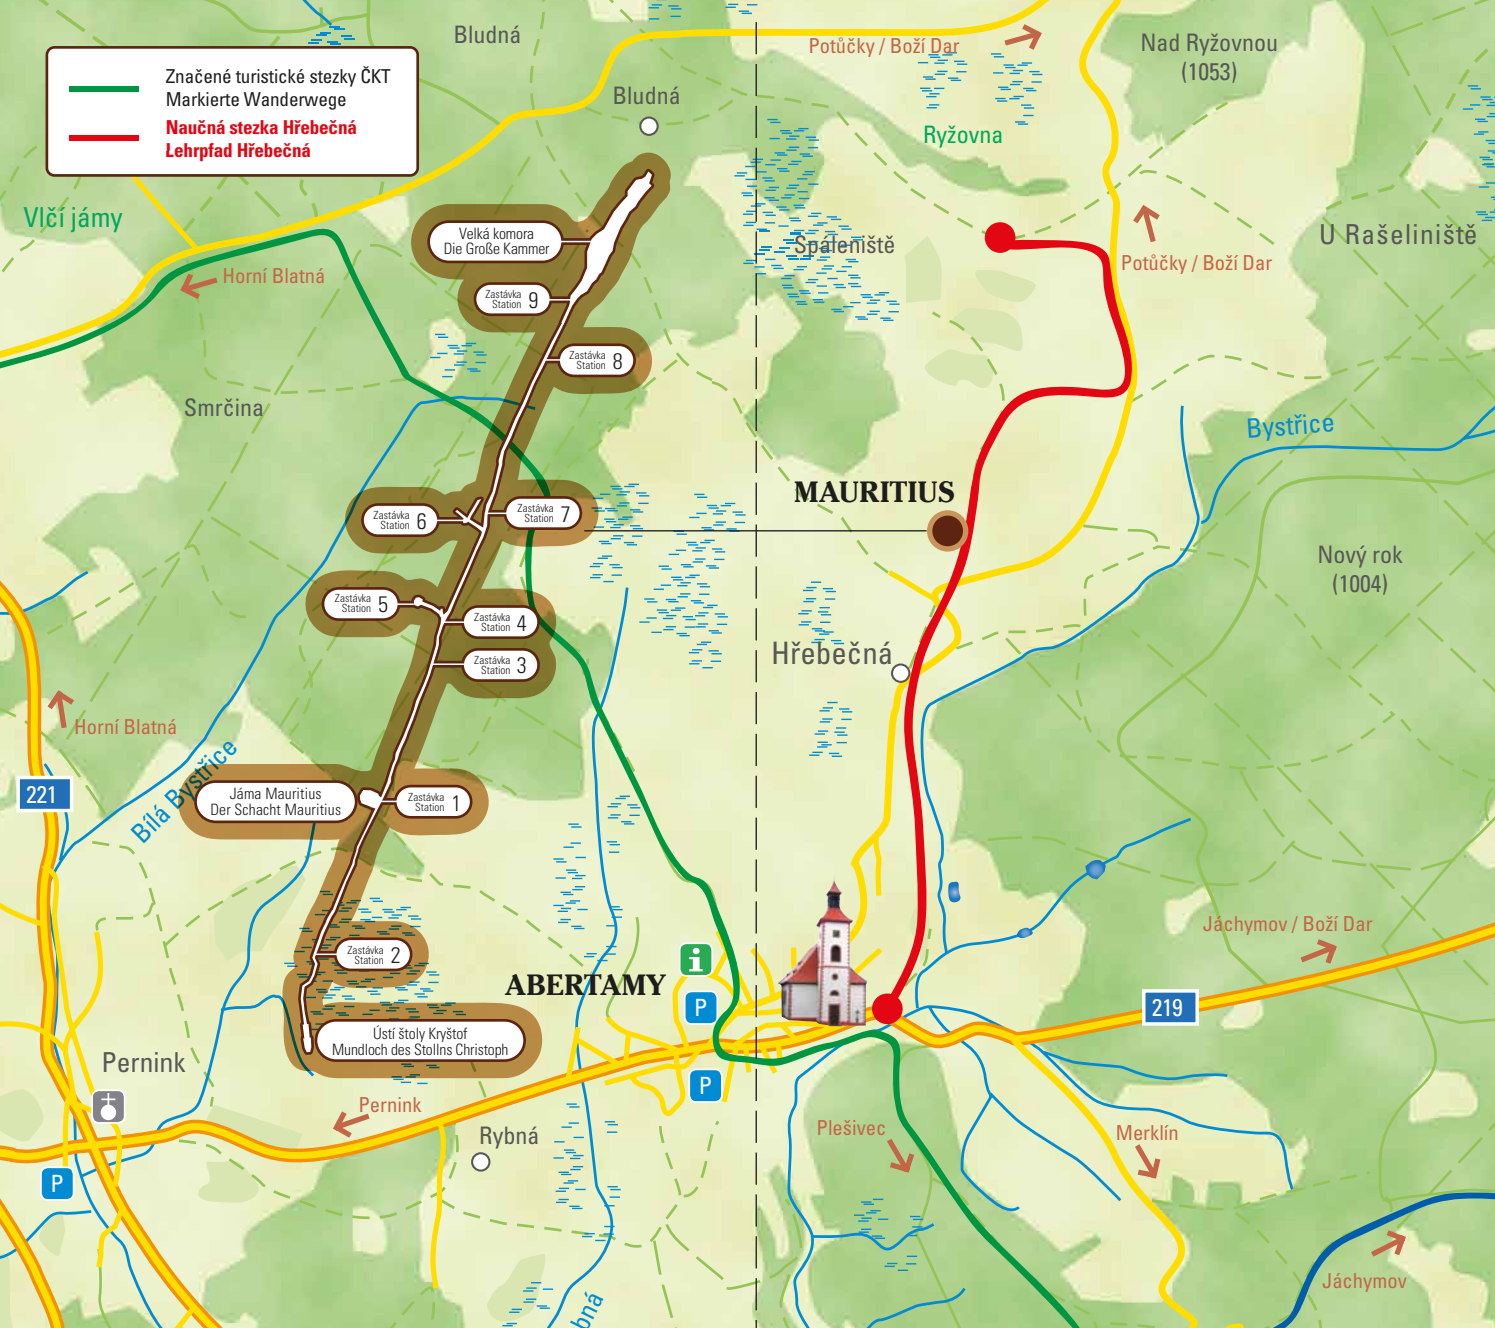 Bludná
Potůčky / Boží Dar
Nad Ryžovnou
(1053)
Značené turistické stezky ČKT
Markierte Wanderwege
Naučná stezka Hřebečná
Lehrpfad Hřebečná
Bludná
Ryžovna
Vlčí jámy
Velká komora
Die Große Kammer
Spáleniště
U Rašeliniště
Horní Blatná
Potůčky / Boží Dar
Zastávka
Station 9
Zastávka
Station 8
Smrčina
Bystřice
MAURITIUS
Zastávka
Station 6
Zastávka
Station 7
Nový rok
(1004)
Zastávka
Station 5
Zastávka
Station 4
Hřebečná
Zastávka
Station 3
Horní Blatná
Bílá Bystřice
221
Jáma Mauritius
Der Schacht Mauritius
Zastávka
Station 1
Jáchymov / Boží Dar
Zastávka
Station 2
i
ABERTAMY
P
219
Ústí štoly Kryštof
Mundloch des Stollns Christoph
Pernink
P
Pernink
Rybná
Plešivec
Merklín
P
Jáchymov
bná